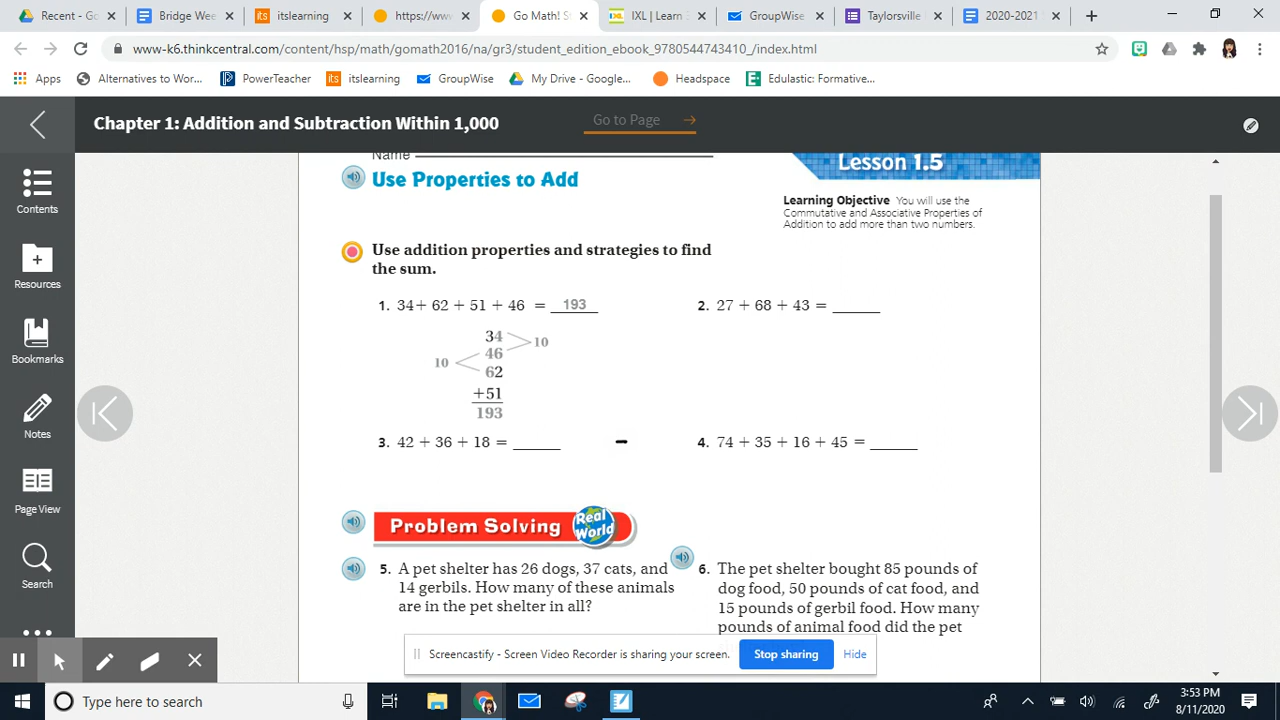 Recent - Go
Bridge Wee
itslearning
https://ww
Go Math! S
IXL | Learn
GroupWise
Taylorsville
2020-2021
www-k6.thinkcentral.com/content/hsp/math/gomath2016/na/gr3/student_edition_ebook_9780544743410_/index.html
Apps
Alternatives to Wor...
PowerTeacher
its
itslearning
GroupWise
My Drive - Google...
Headspace
Edulastic: Formative...
Chapter 1: Addition and Subtraction Within 1,000
Go to Page
Contents
Resources
Bookmarks
Notes
Page View
Search
Name
Lesson 1.5
Use Properties to Add
Learning Objective You will use the
Commutative and Associative Properties of
Addition to add more than two numbers.
Use addition properties and strategies to find
the sum.
1. 34+ 62 + 51 + 46 = 193
34
46
62
+51
193
10
10
2. 27 + 68 + 43 = ____
3. 42 + 36 + 18 = ____
4. 74 + 35 + 16 + 45 = ____
Problem Solving Real World
5. A pet shelter has 26 dogs, 37 cats, and
14 gerbils. How many of these animals
are in the pet shelter in all?
6. The pet shelter bought 85 pounds of
dog food, 50 pounds of cat food, and
15 pounds of gerbil food. How many
pounds of animal food did the pet
Screencastify - Screen Video Recorder is sharing your screen.
Stop sharing
Hide
Type here to search
3:53 PM
8/11/2020